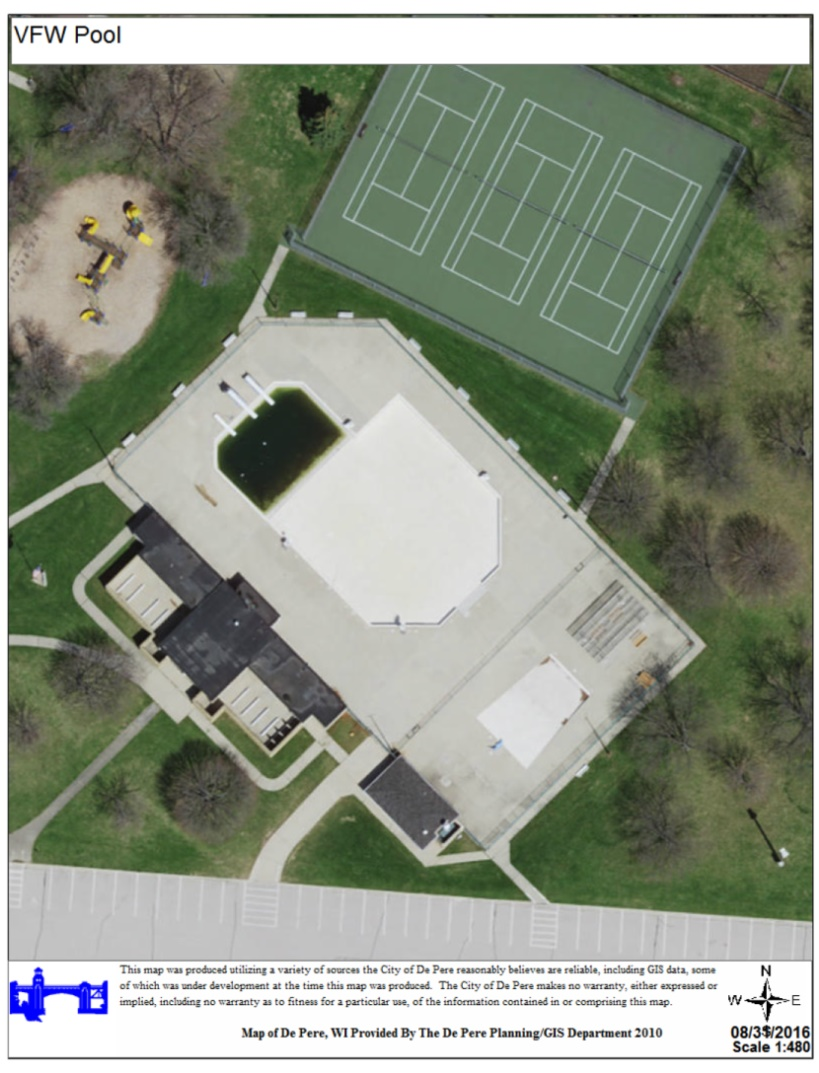 VFW Pool
This map was produced utilizing a variety of sources the City of De Pere reasonably believes are reliable, including GIS data, some
of which was under development at the time this map was produced. The City of De Pere makes no warranty, either expressed or
implied, including no warranty as to fitness for a particular use, of the information contained in or comprising this map.
Map of De Pere, WI Provided By The De Pere Planning/GIS Department 2010
N
W E
S
08/3 /2016
Scale 1:480